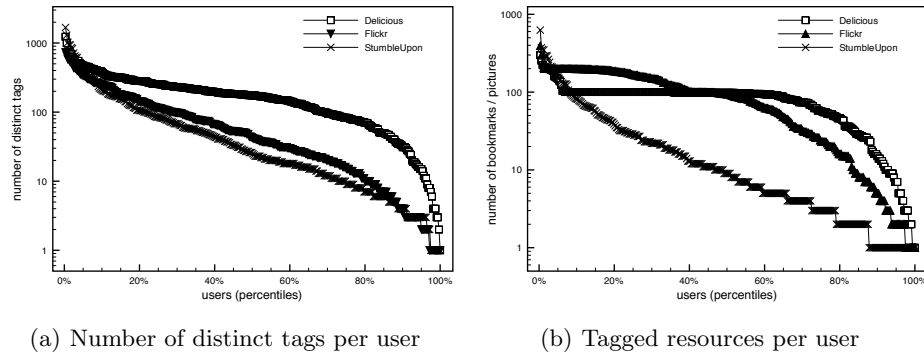 Delicious
Flickr
StumbleUpon
number of distinct tags
1000
100
10
1
0% 20% 40% 60% 80% 100%
users (percentiles)
(a) Number of distinct tags per user
Delicious
Flickr
StumbleUpon
number of bookmarks / pictures
1000
100
10
1
0% 20% 40% 60% 80% 100%
users (percentiles)
(b) Tagged resources per user